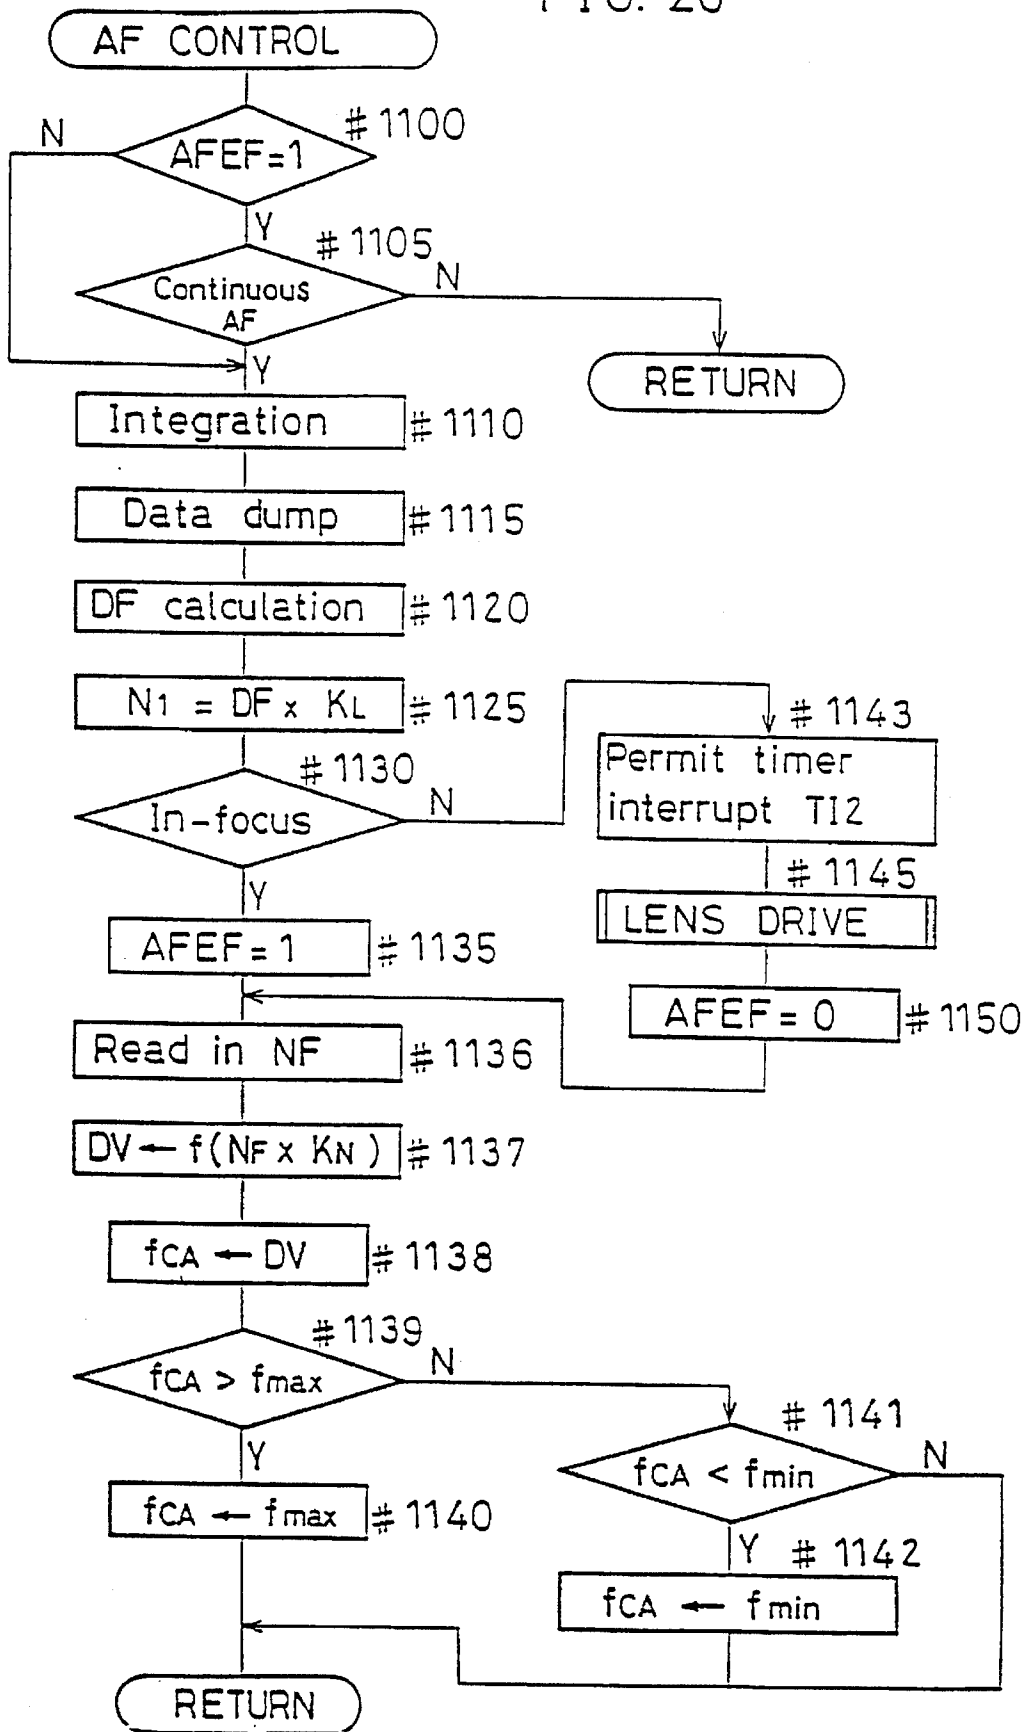 AF CONTROL
N
# 1100
AFEF=1
Y
# 1105
Continuous
AF
N
Y
RETURN
Integration
# 1110
Data dump
# 1115
DF calculation
# 1120
N1 = DF x KL
# 1125
# 1130
In-focus
N
Y
# 1143
Permit timer
interrupt TI2
# 1145
LENS DRIVE
AFEF = 1
# 1135
AFEF = 0
# 1150
Read in NF
# 1136
DV ← f(NF x KN)
# 1137
fCA ← DV
# 1138
# 1139
fCA > fmax
N
Y
# 1141
fCA < fmin
N
fCA ← fmax
# 1140
Y
# 1142
fCA ← fmin
RETURN